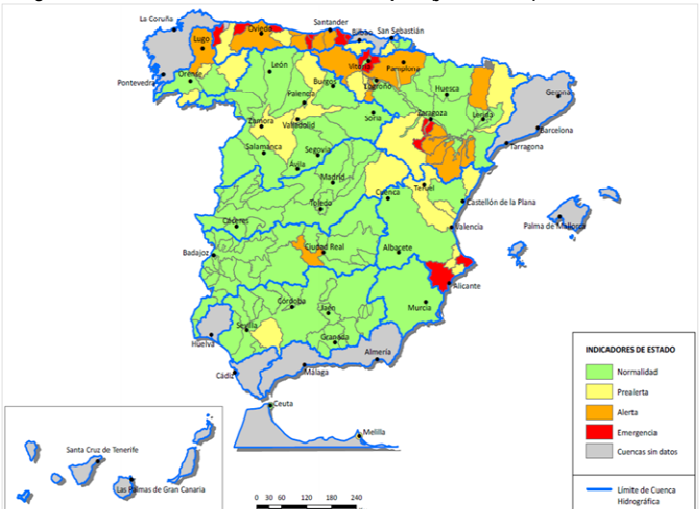 La Coruña
Lugo
Oviedo
Santander
Bilbao
San Sebastián
Vitoria
Pamplona
Pontevedra
Orense
León
Burgos
Logroño
Huesca
Gerona
Palencia
Lerida
Zaragoza
Barcelona
Zamora
Valladolid
Soria
Tarragona
Salamanca
Segovia
Avila
Madrid
Teruel
Cuenca
Castellón de la Plana
Toledo
Cáceres
Valencia
Palma de Mallorca
Badajoz
Ciudad Real
Albacete
Alicante
Murcia
Córdoba
Jaén
Sevilla
Huelva
Granada
Almería
Cádiz
Málaga
Ceuta
Melilla
Santa Cruz de Tenerife
Las Palmas de Gran Canaria
0 30 60 120 180 240
INDICADORES DE ESTADO
Normalidad
Prealerta
Alerta
Emergencia
Cuencas sin datos
Límite de Cuenca
Hidrográfica